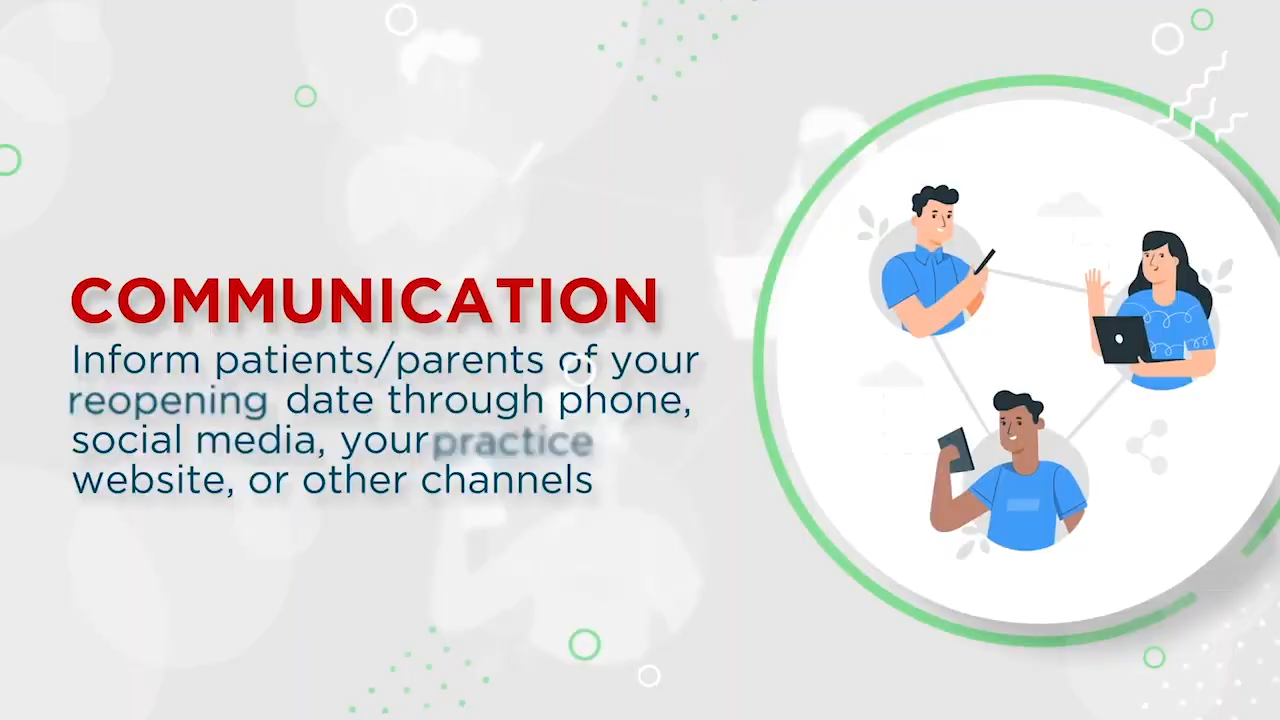 COMMUNICATION
Inform patients/parents of your
reopening date through phone,
social media, your practice
website, or other channels